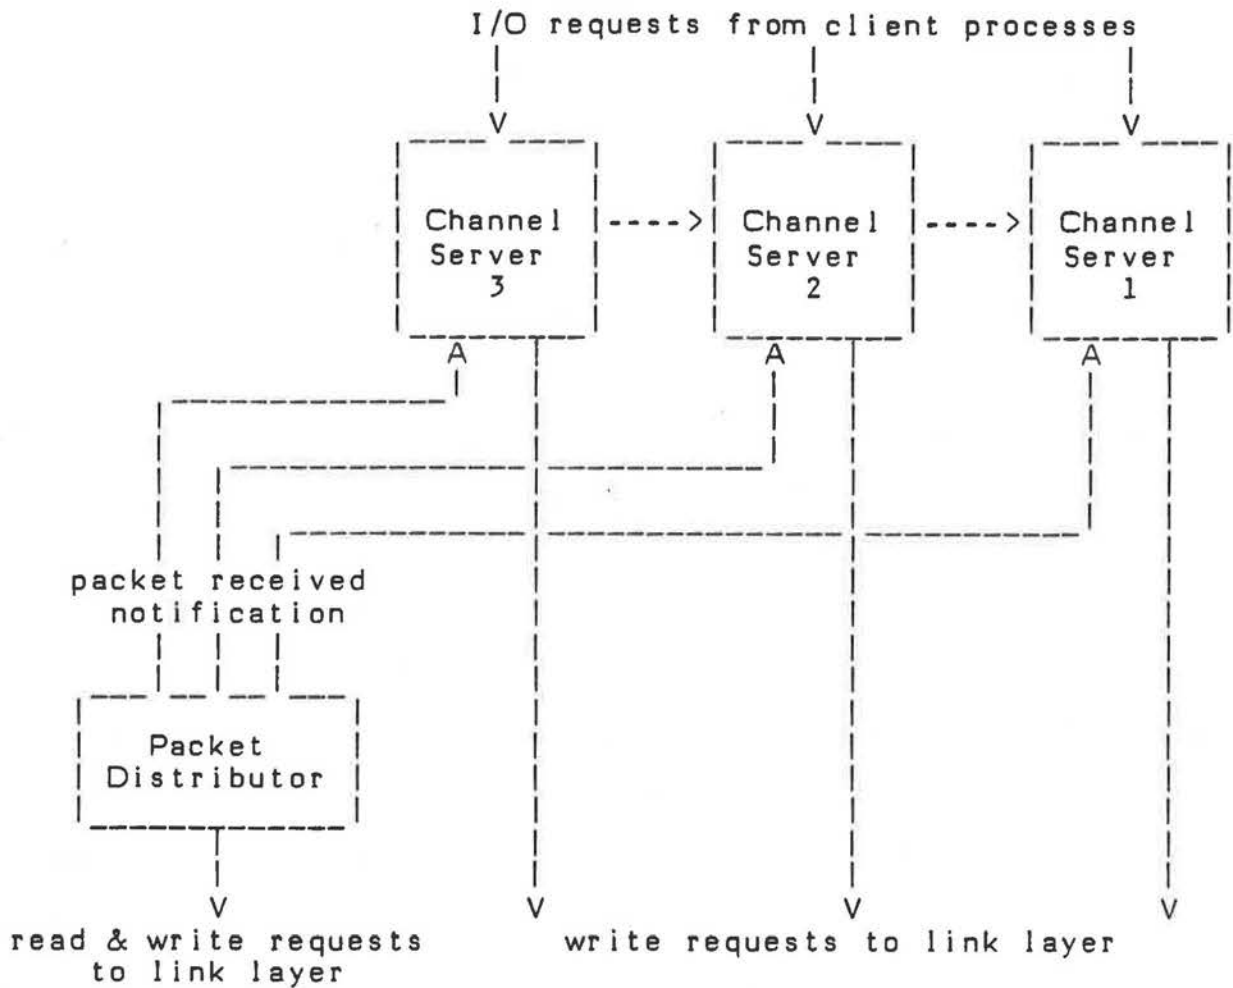 I/O requests from client processes
Channel Server 3
Channel Server 2
Channel Server 1
packet received
notification
Packet
Distributor
read & write requests
to link layer
write requests to link layer